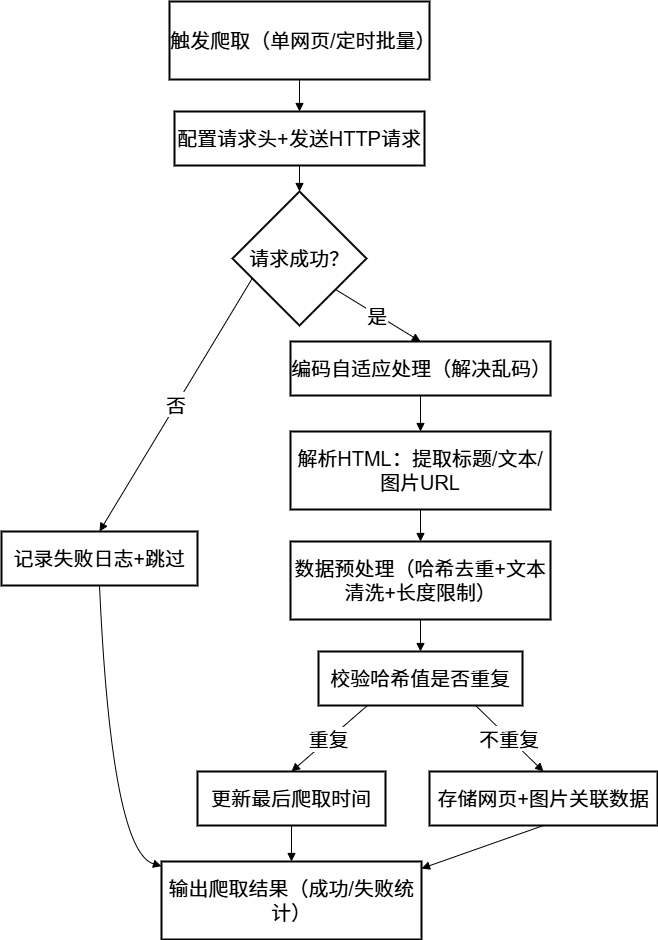 触发爬取（单网页/定时批量）
配置请求头+发送HTTP请求
请求成功？
是
编码自适应处理（解决乱码）
否
解析HTML：提取标题/文本/
图片URL
记录失败日志+跳过
数据预处理（哈希去重+文本
清洗+长度限制）
校验哈希值是否重复
重复
不重复
更新最后爬取时间
存储网页+图片关联数据
输出爬取结果（成功/失败统
计）